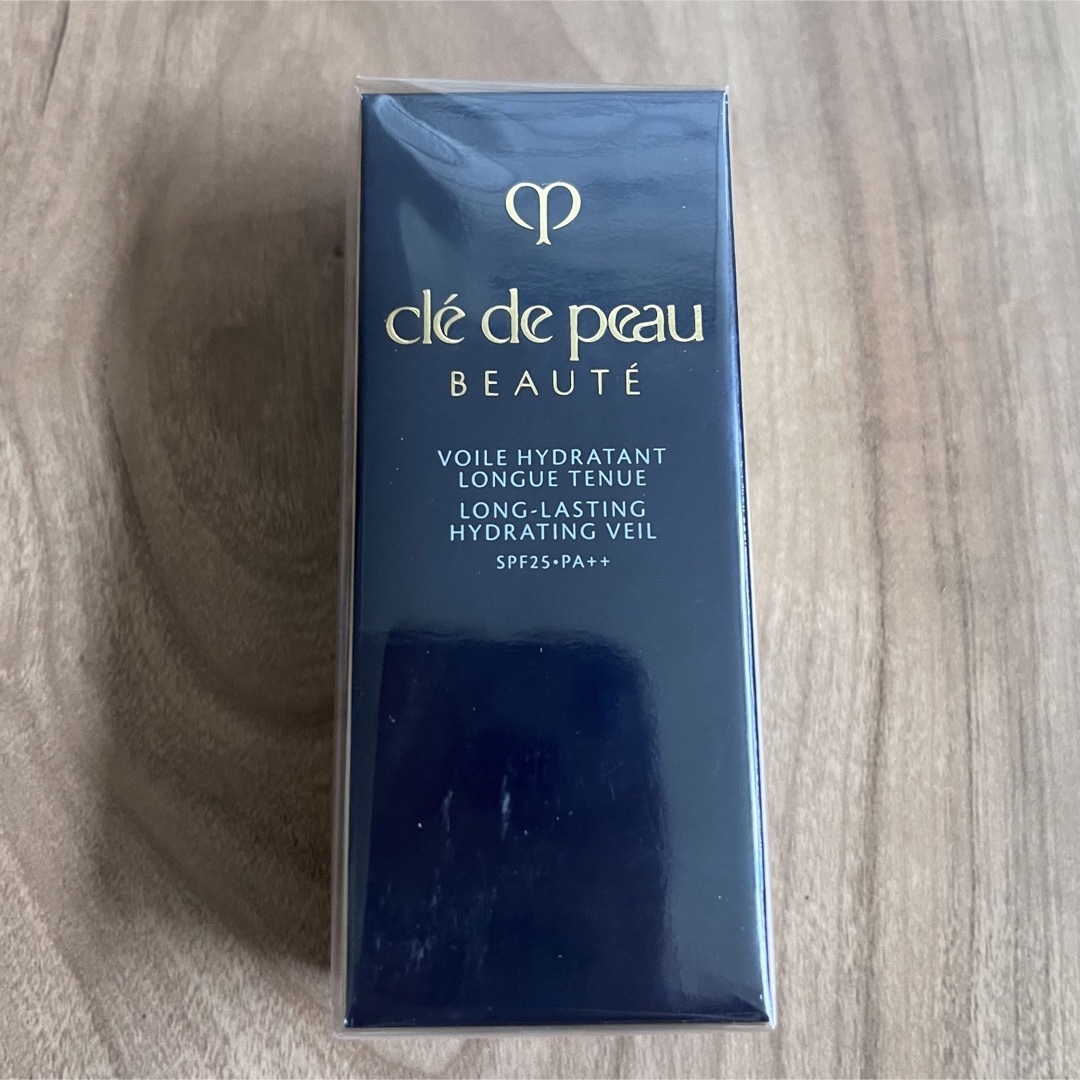 clé de peau
BEAUTÉ
VOILE HYDRATANT
LONGUE TENUE
LONG-LASTING
HYDRATING VEIL
SPF25•PA++